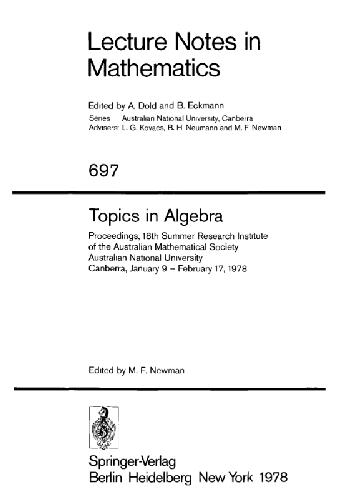 Lecture Notes in
Mathematics
Edited by A. Dold and B. Eckmann
Series Australian National University, Canberra
Advisers: L. G. Kovacs, B. H. Neumann and M. F. Newman
697
Topics in Algebra
Proceedings, 18th Summer Research Institute
of the Australian Mathematical Society
Australian National University
Canberra, January 9 – February 17, 1978
Edited by M. F. Newman
Springer-Verlag
Berlin Heidelberg New York 1978